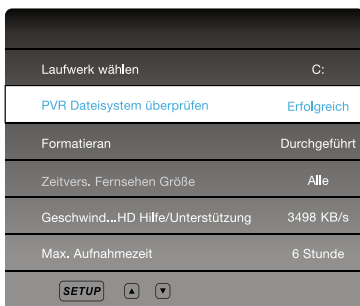 Laufwerk wählen C:
PVR Dateisystem überprüfen Erfolgreich
Formatieran Durchgeführt
Zeitvers. Fernsehen Größe Alle
Geschwind...HD Hilfe/Unterstützung 3498 KB/s
Max. Aufnahmezeit 6 Stunde
SETUP